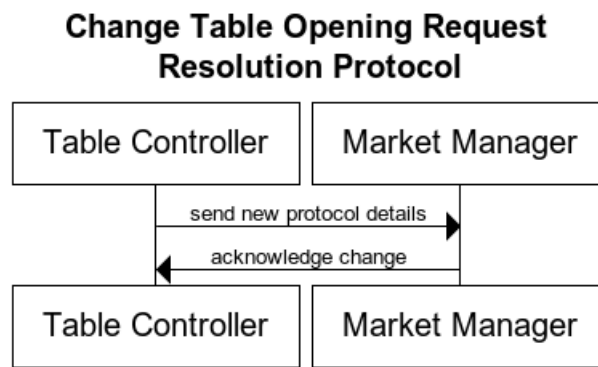 Change Table Opening Request
Resolution Protocol
Table Controller
Market Manager
send new protocol details
acknowledge change
Table Controller
Market Manager